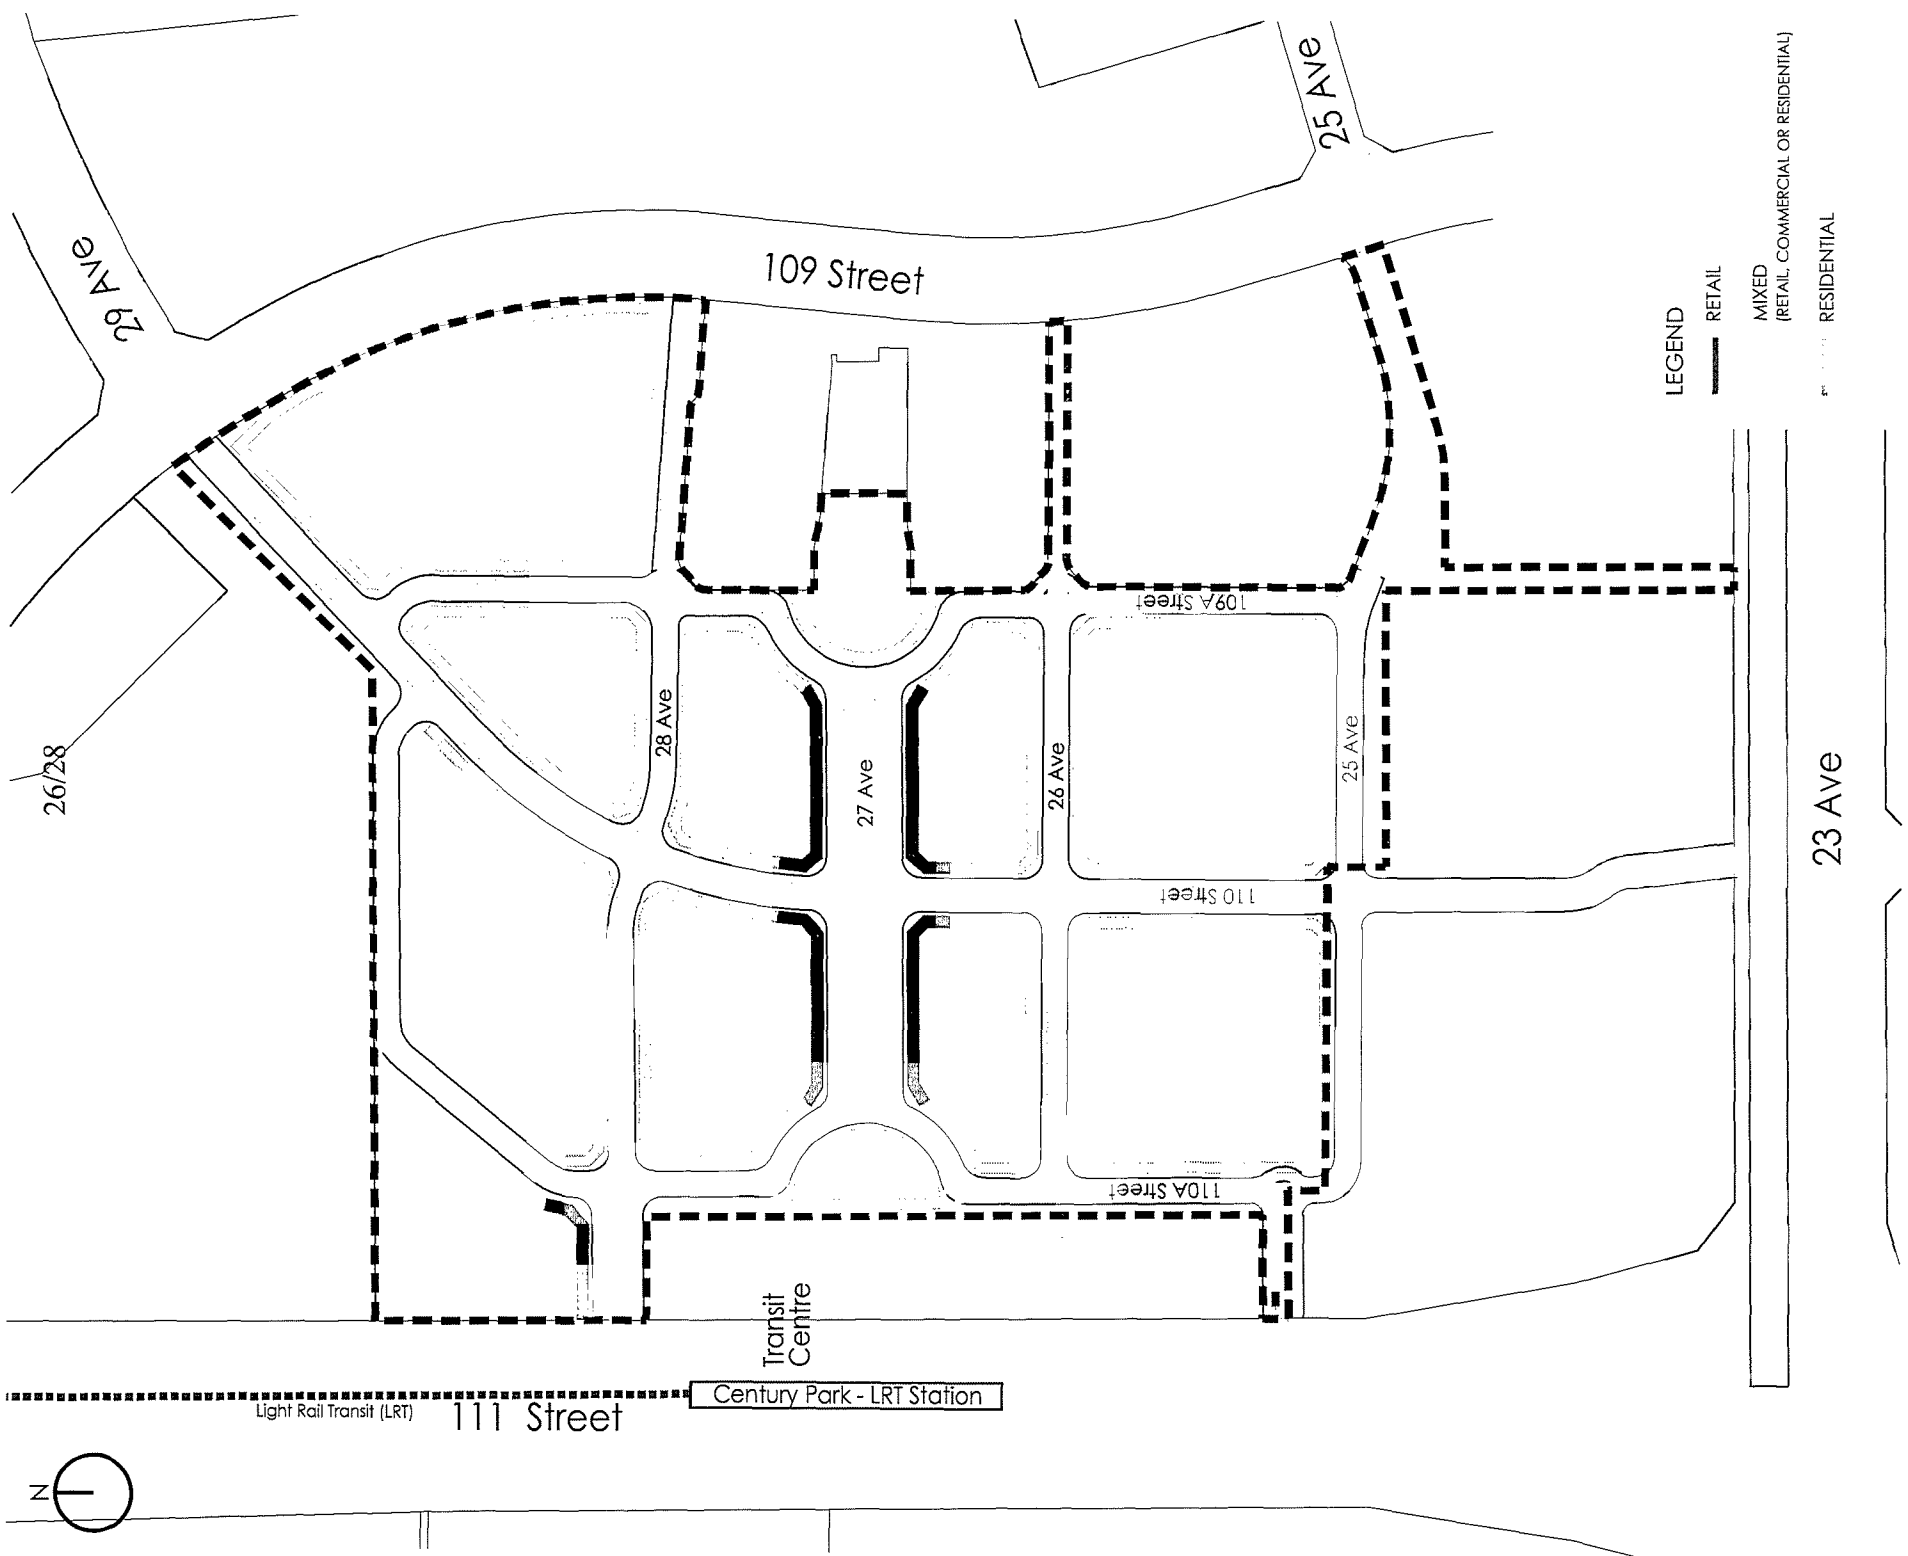 25 Ave
29 Ave
109 Street
LEGEND
RETAIL
MIXED
(RETAIL, COMMERCIAL OR RESIDENTIAL)
RESIDENTIAL
109A Street
28 Ave
27 Ave
26 Ave
25 Ave
26/28
23 Ave
110 Street
110A Street
Transit
Centre
Century Park - LRT Station
Light Rail Transit (LRT)
111 Street
N